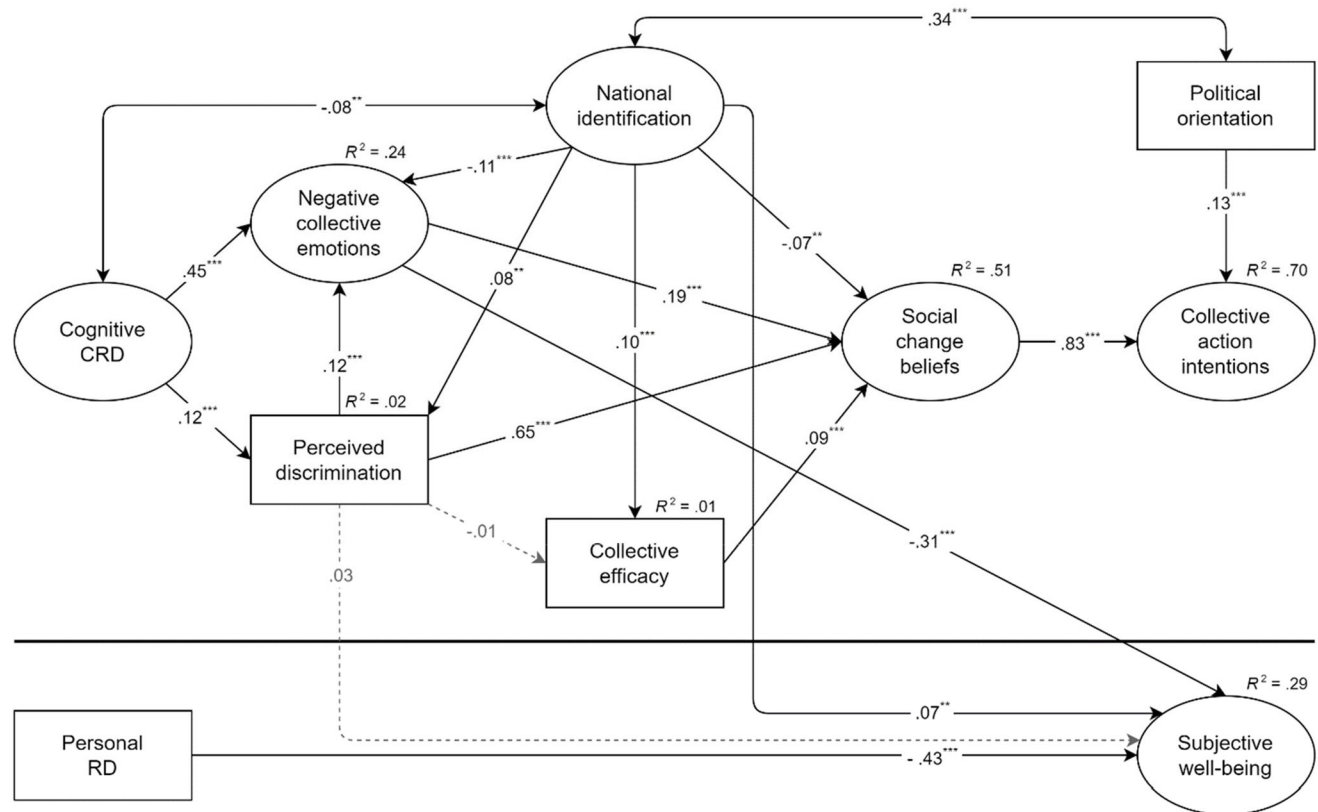 .34***
National
identification
Political
orientation
-.08**
R² = .24
-.11***
Negative
collective
emotions
.13***
-.07**
.45***
.08**
.19***
R² = .51
R² = .70
Cognitive
CRD
Social
change
beliefs
.83***
Collective
action
intentions
.10***
.12***
R² = .02
.12***
Perceived
discrimination
.65***
.09***
R² = .01
-.01
-.31***
Collective
efficacy
.03
R² = .29
.07**
Personal
RD
- .43***
Subjective
well-being